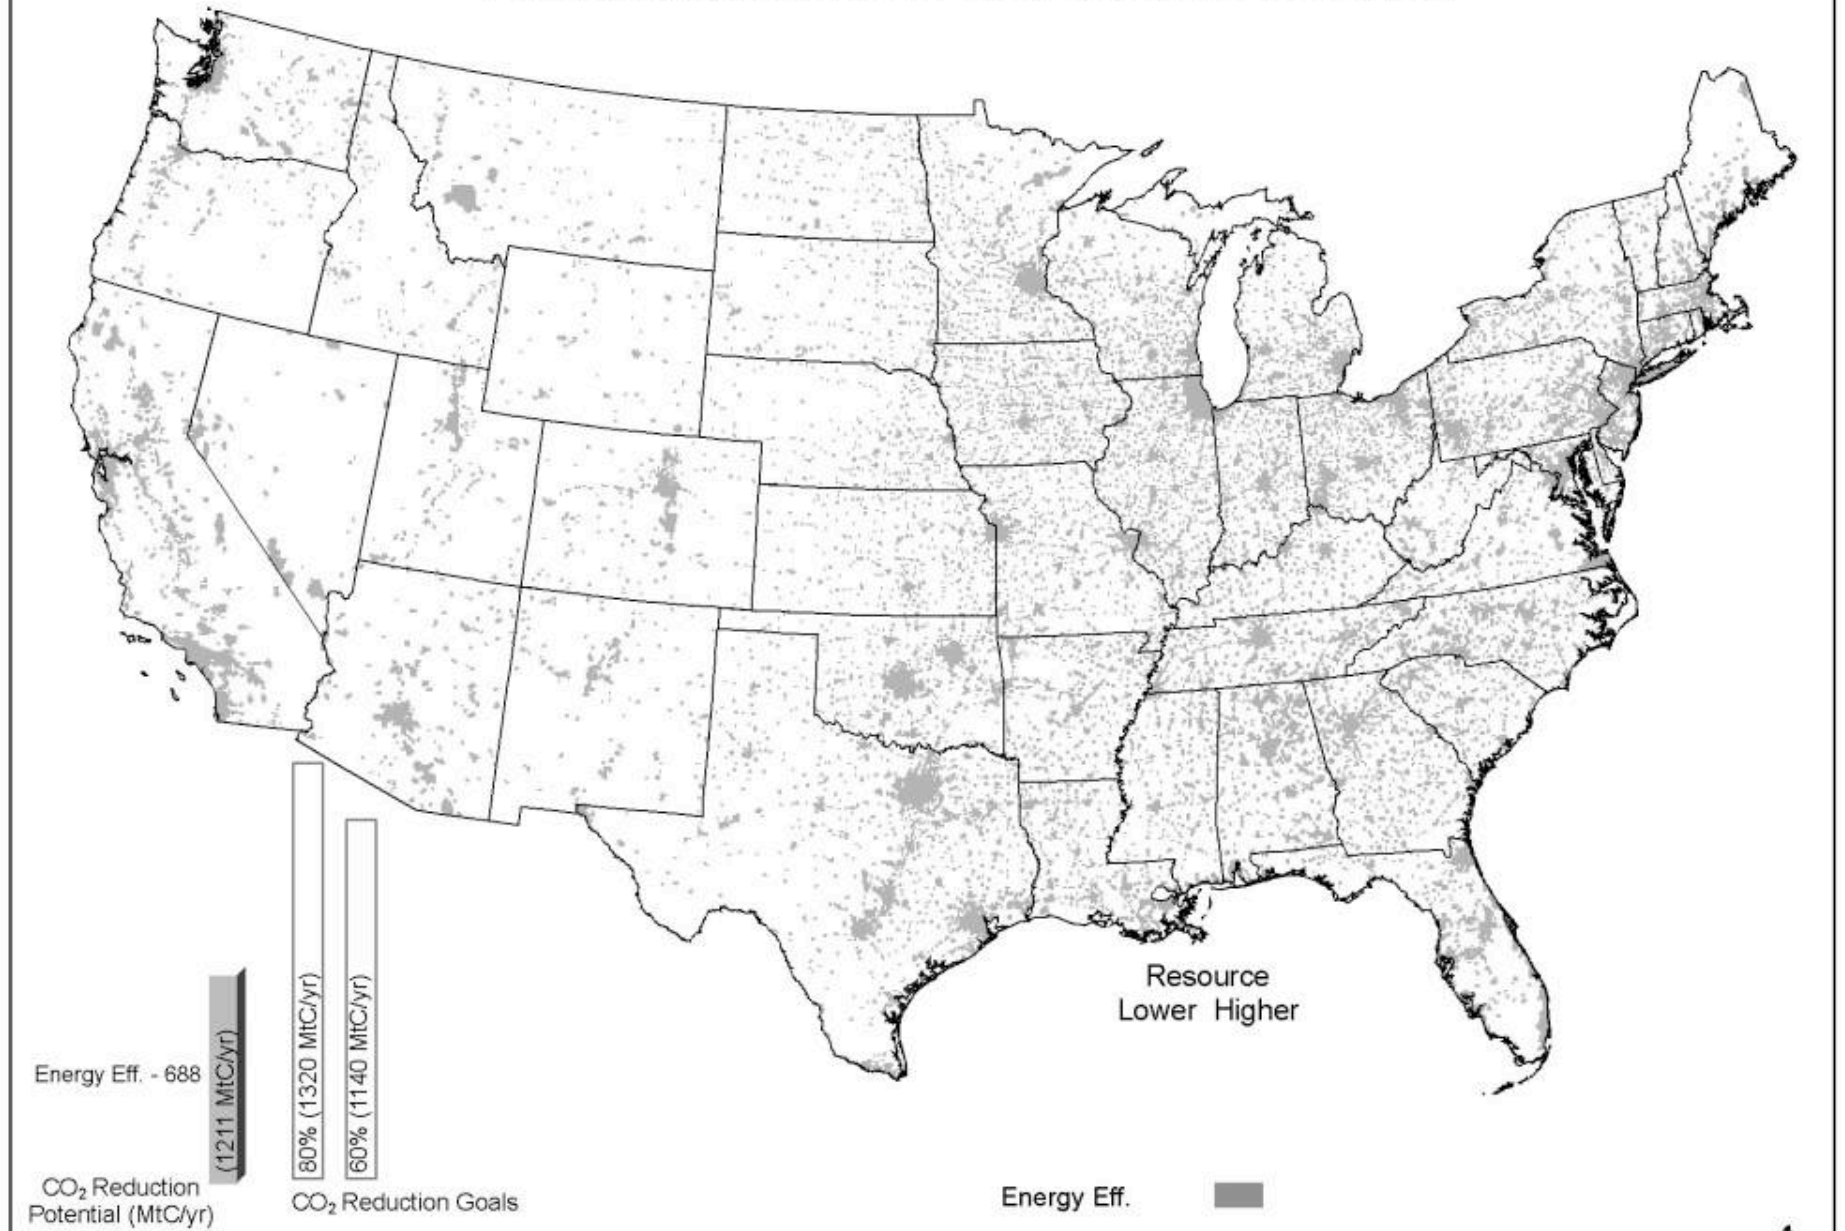 Resource
Lower Higher
Energy Eff. - 688
(1211 MtC/yr)
80% (1320 MtC/yr)
60% (1140 MtC/yr)
CO₂ Reduction
Potential (MtC/yr)
CO₂ Reduction Goals
Energy Eff.